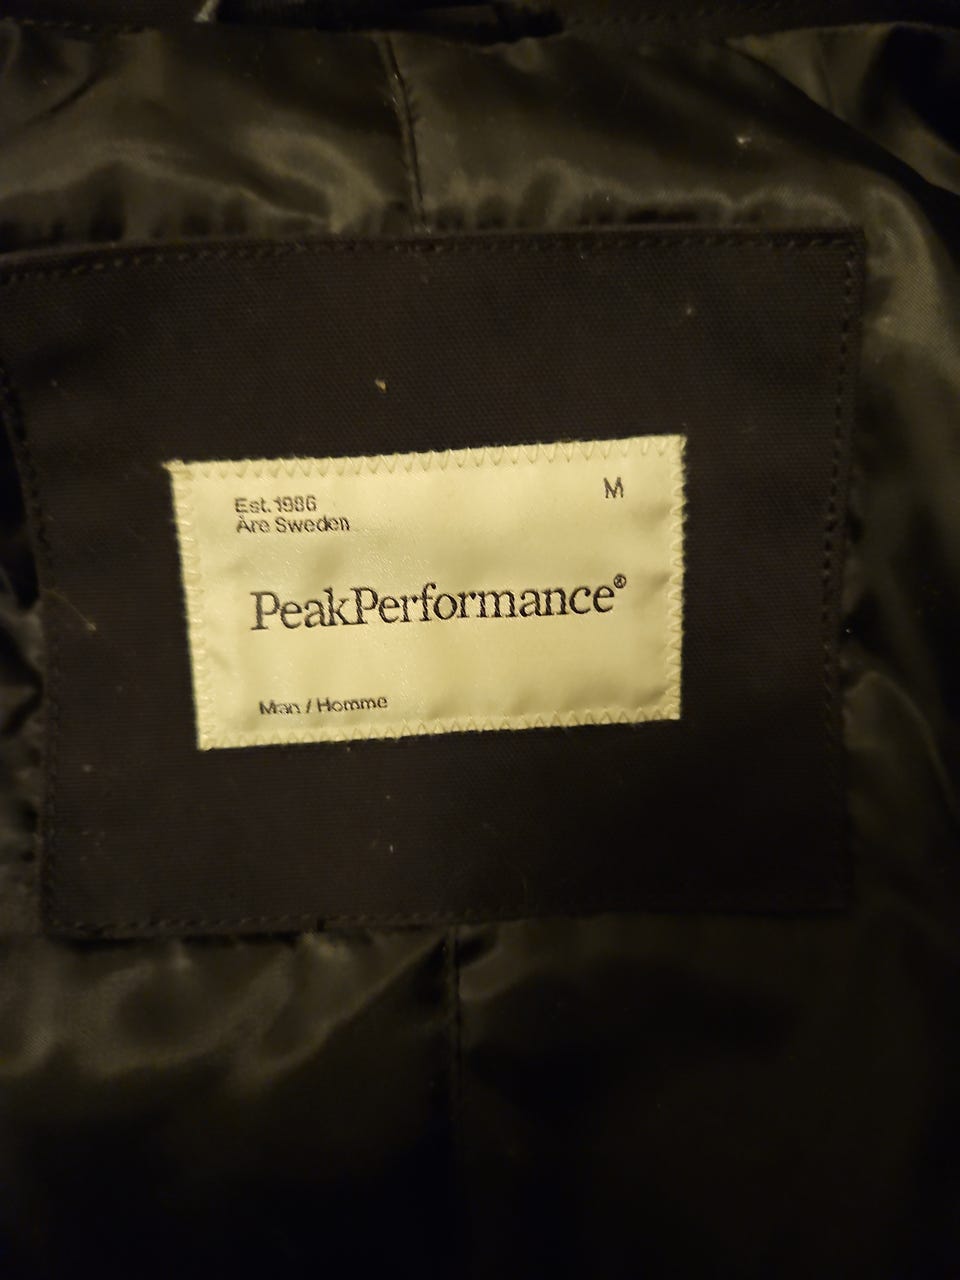 Est. 1986
Åre Sweden
M
PeakPerformance®
Man / Homme